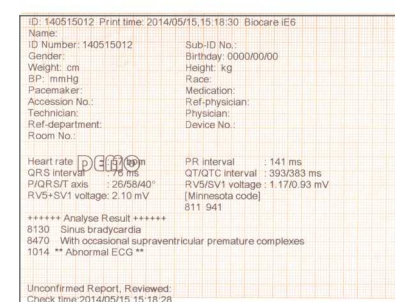 ID: 140515012 Print time: 2014/05/15,15:18:30 Biocare iE6
Name:
ID Number: 140515012 Sub-ID No.:
Gender: Birthday: 0000/00/00
Weight: cm Height: kg
BP: mmHg Race:
Pacemaker: Medication:
Accession No.: Ref-physician:
Technician: Physician:
Ref-department: Device No.:
Room No.:
Heart rate : 57 bpm PR interval : 141 ms
DEMO
QRS interval : 76 ms QT/QTC interval : 393/383 ms
P/QRS/T axis : 26/58/40° RV5/SV1 voltage : 1.17/0.93 mV
RV5+SV1 voltage: 2.10 mV [Minnesota code]
811 941
++++++ Analyse Result ++++++
8130 Sinus bradycardia
8470 With occasional supraventricular premature complexes
1014 ** Abnormal ECG **
Unconfirmed Report, Reviewed:
Check time:2014/05/15,15:18:28